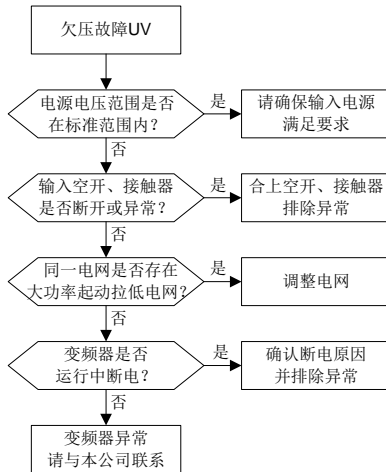 欠压故障UV
电源电压范围是否
在标准范围内？
是
请确保输入电源
满足要求
否
输入空开、接触器
是否断开或异常？
是
合上空开、接触器
排除异常
否
同一电网是否存在
大功率起动拉低电网？
是
调整电网
否
变频器是否
运行中断电？
是
确认断电原因
并排除异常
否
变频器异常
请与本公司联系